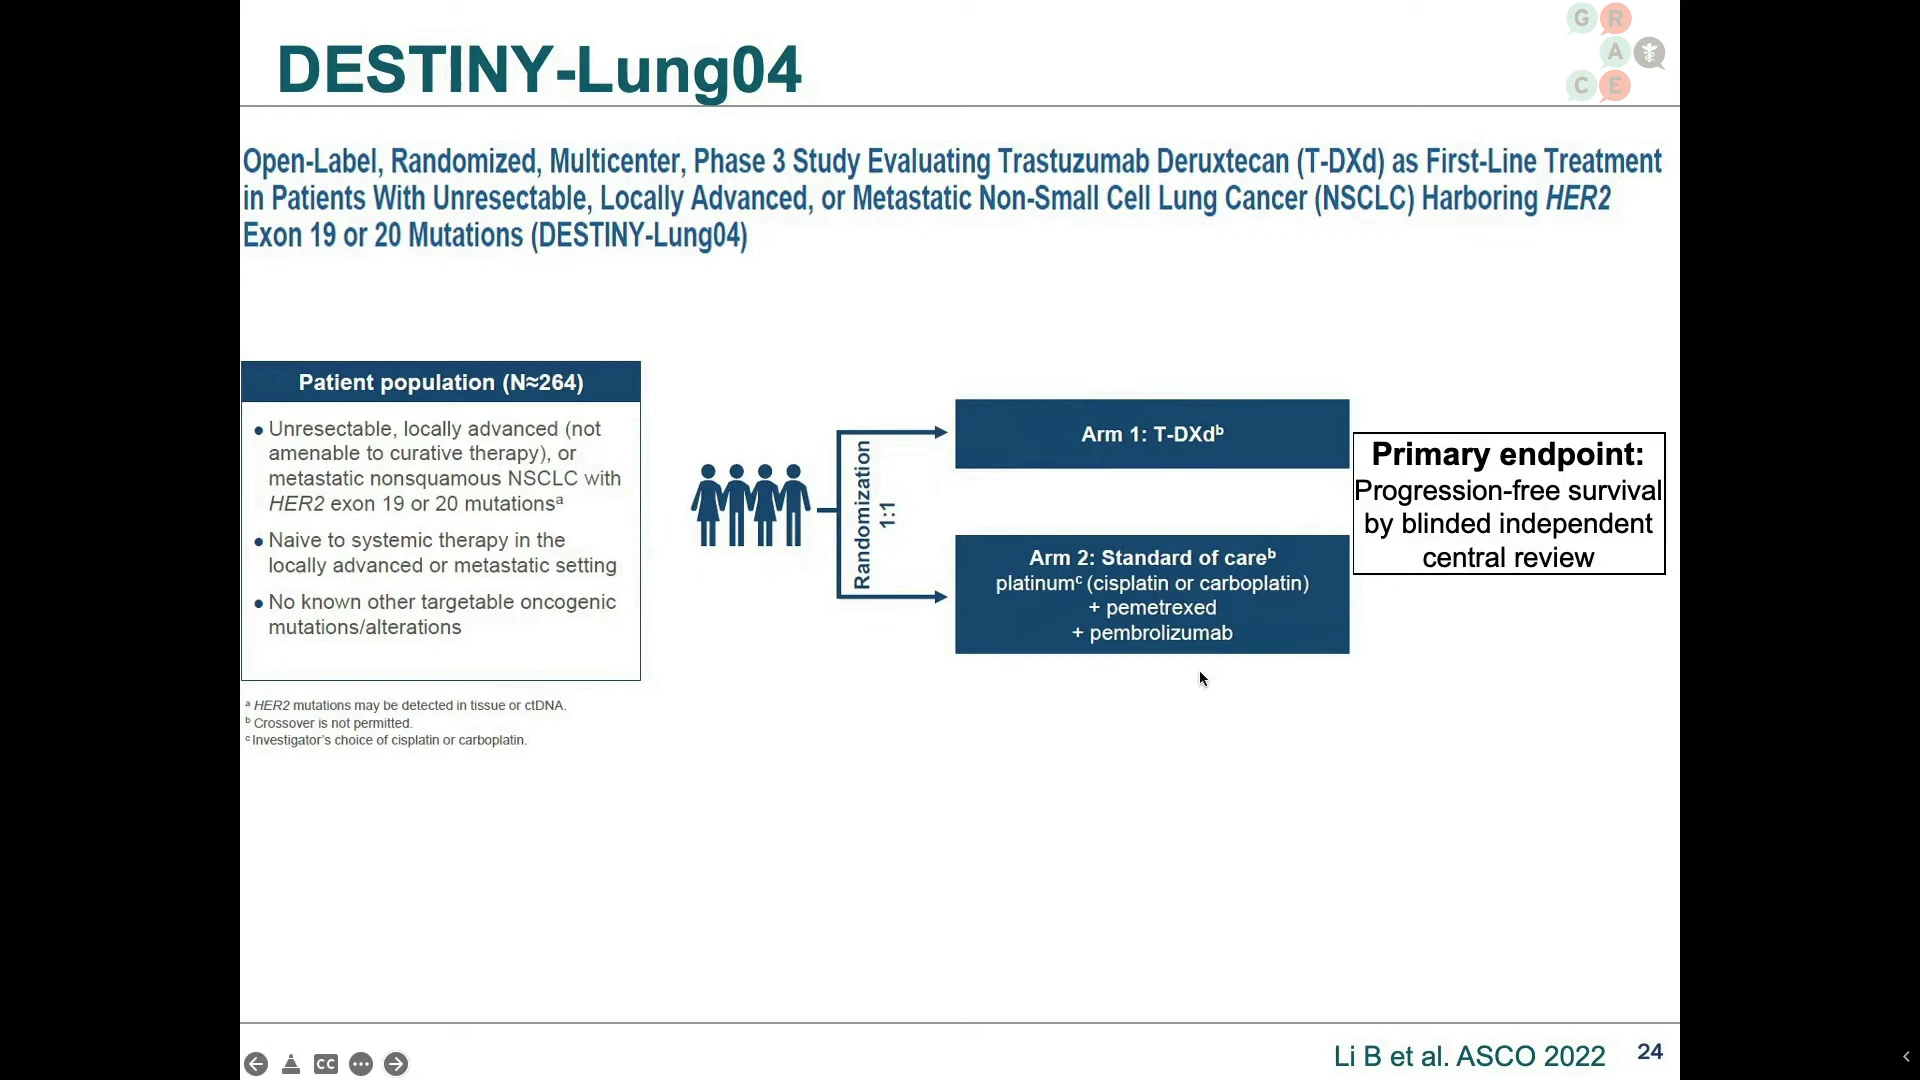 DESTINY-Lung04
G R
A
C E
Open-Label, Randomized, Multicenter, Phase 3 Study Evaluating Trastuzumab Deruxtecan (T-DXd) as First-Line Treatment
in Patients With Unresectable, Locally Advanced, or Metastatic Non-Small Cell Lung Cancer (NSCLC) Harboring HER2
Exon 19 or 20 Mutations (DESTINY-Lung04)
Patient population (N≈264)
● Unresectable, locally advanced (not
amenable to curative therapy), or
metastatic nonsquamous NSCLC with
HER2 exon 19 or 20 mutationsᵃ
● Naive to systemic therapy in the
locally advanced or metastatic setting
● No known other targetable oncogenic
mutations/alterations
ᵃ HER2 mutations may be detected in tissue or ctDNA.
ᵇ Crossover is not permitted.
ᶜ Investigator's choice of cisplatin or carboplatin.
Randomization
1:1
Arm 1: T-DXdᵇ
Arm 2: Standard of careᵇ
platinumᶜ (cisplatin or carboplatin)
+ pemetrexed
+ pembrolizumab
Primary endpoint:
Progression-free survival
by blinded independent
central review
CC
Li B et al. ASCO 2022
24